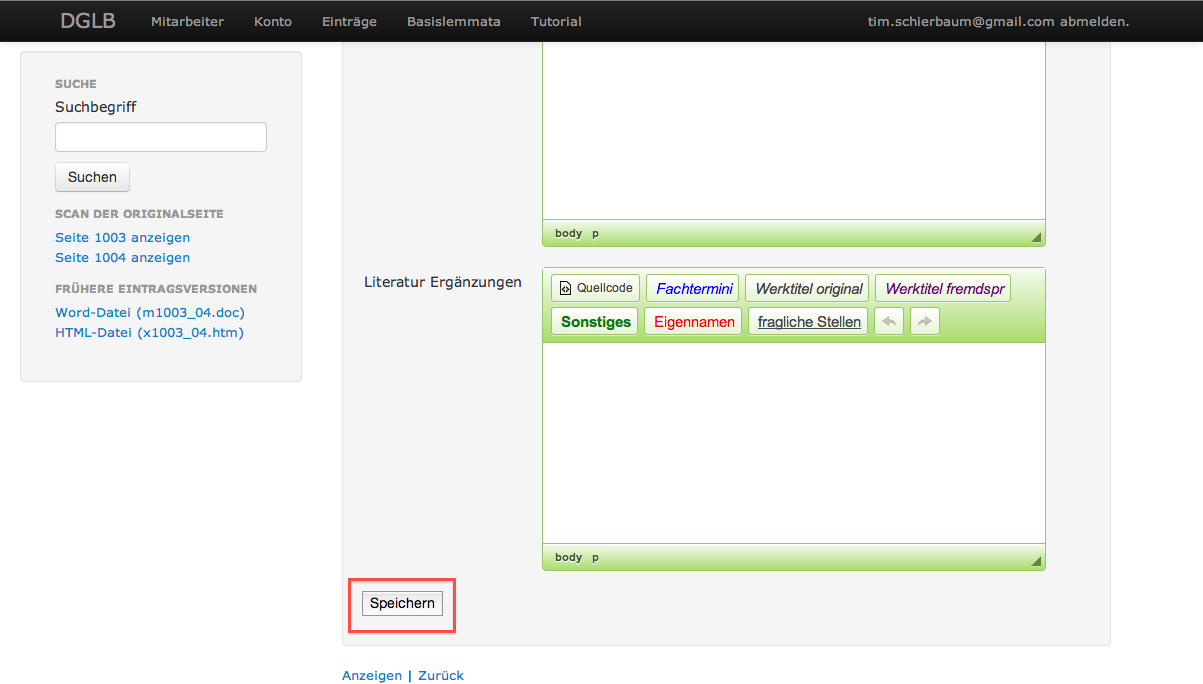 DGLB Mitarbeiter Konto Einträge Basislemmata Tutorial tim.schierbaum@gmail.com abmelden.
SUCHE
Suchbegriff
Suchen
SCAN DER ORIGINALSEITE
Seite 1003 anzeigen
Seite 1004 anzeigen
FRÜHERE EINTRAGSVERSIONEN
Word-Datei (m1003_04.doc)
HTML-Datei (x1003_04.htm)
body p
Literatur Ergänzungen
Quellcode Fachtermini Werktitel original Werktitel fremdspr
Sonstiges Eigennamen fragliche Stellen
body p
Speichern
Anzeigen | Zurück